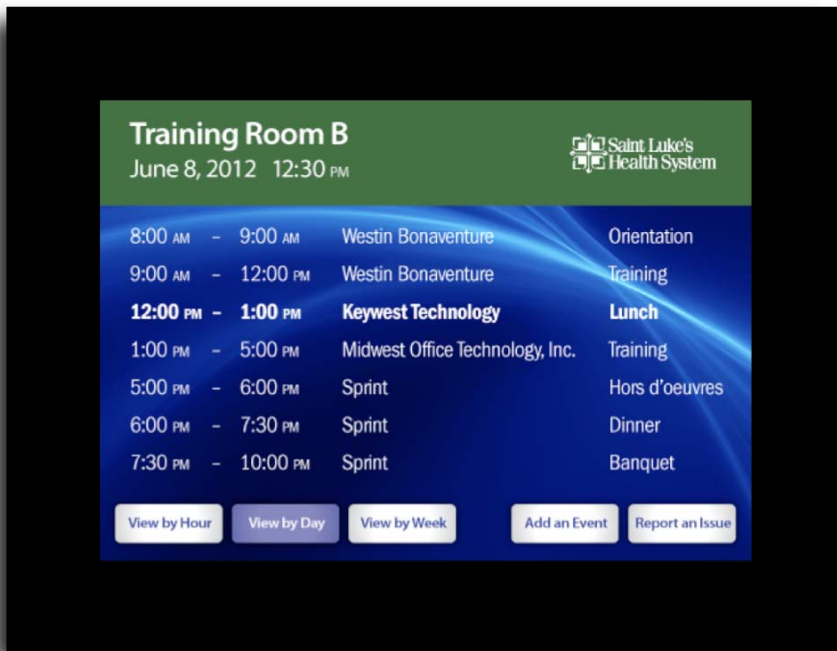 Training Room B
June 8, 2012 12:30 PM
Saint Luke's
Health System
8:00 AM – 9:00 AM Westin Bonaventure Orientation
9:00 AM – 12:00 PM Westin Bonaventure Training
12:00 PM – 1:00 PM Keywest Technology Lunch
1:00 PM – 5:00 PM Midwest Office Technology, Inc. Training
5:00 PM – 6:00 PM Sprint Hors d'oeuvres
6:00 PM – 7:30 PM Sprint Dinner
7:30 PM – 10:00 PM Sprint Banquet
View by Hour View by Day View by Week Add an Event Report an Issue